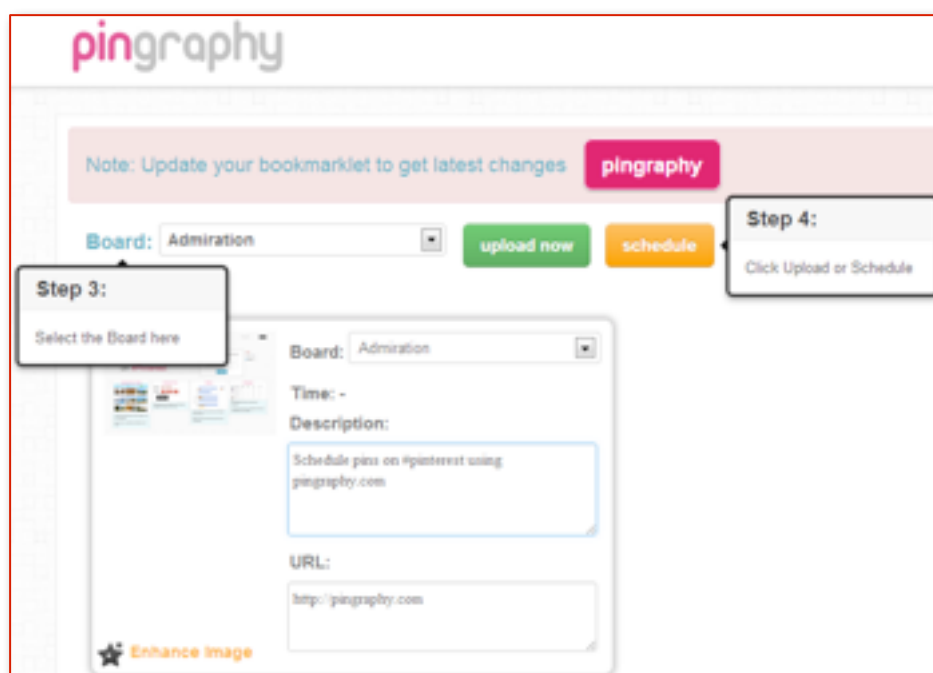 pingraphy
Note: Update your bookmarklet to get latest changes pingraphy
Board: Admiration upload now schedule
Step 4:
Click Upload or Schedule
Step 3:
Select the Board here
Board: Admiration
Time: -
Description:
Schedule pins on #pinterest using
pingraphy.com
URL:
http://pingraphy.com
Enhance Image